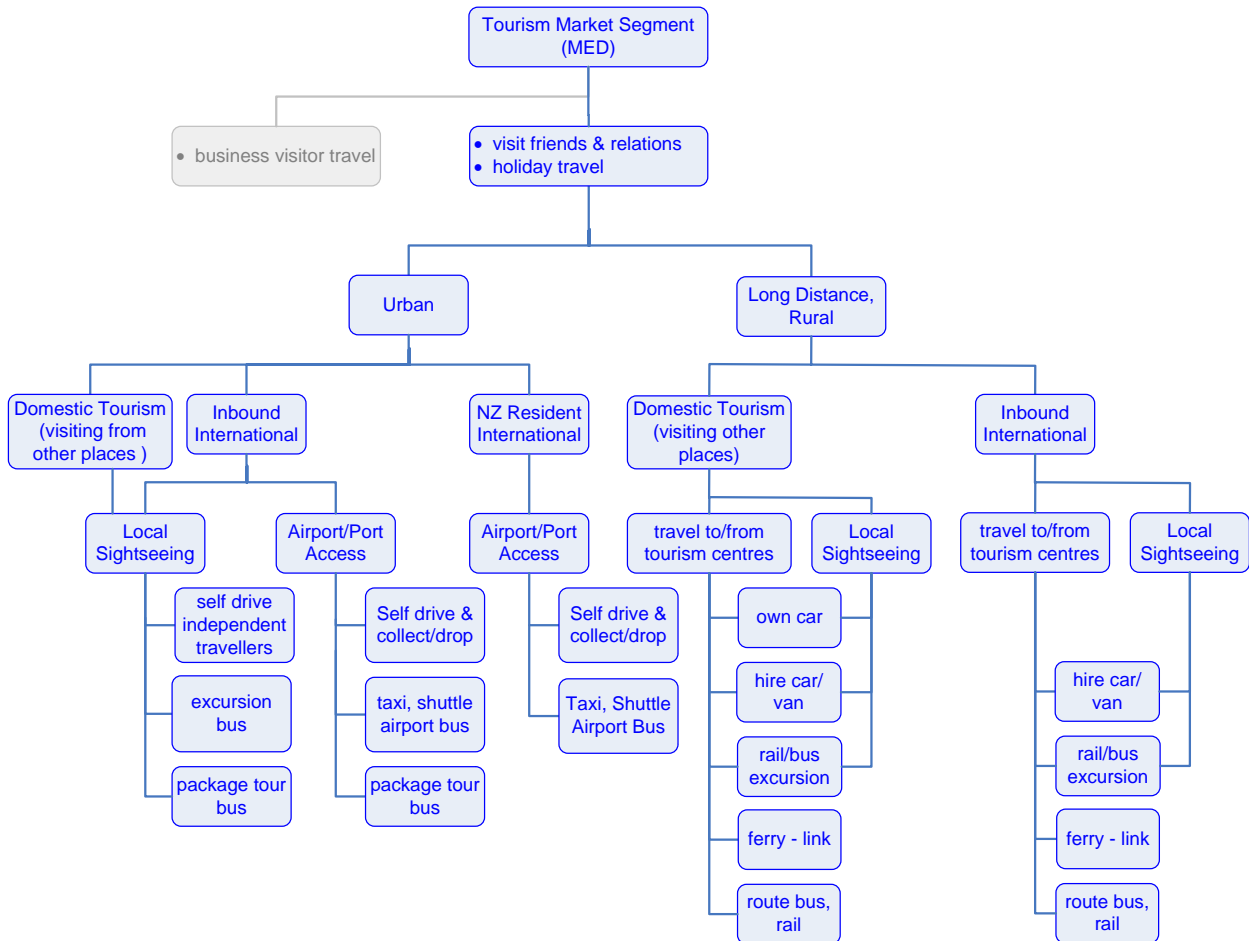 Tourism Market Segment
(MED)
• business visitor travel
• visit friends & relations
• holiday travel
Urban
Long Distance,
Rural
Domestic Tourism
(visiting from
other places )
Inbound
International
NZ Resident
International
Domestic Tourism
(visiting other
places)
Inbound
International
Local
Sightseeing
Airport/Port
Access
Airport/Port
Access
travel to/from
tourism centres
Local
Sightseeing
travel to/from
tourism centres
Local
Sightseeing
self drive
independent
travellers
excursion
bus
package tour
bus
Self drive &
collect/drop
taxi, shuttle
airport bus
package tour
bus
Self drive &
collect/drop
Taxi, Shuttle
Airport Bus
own car
hire car/
van
rail/bus
excursion
ferry - link
route bus,
rail
hire car/
van
rail/bus
excursion
ferry - link
route bus,
rail